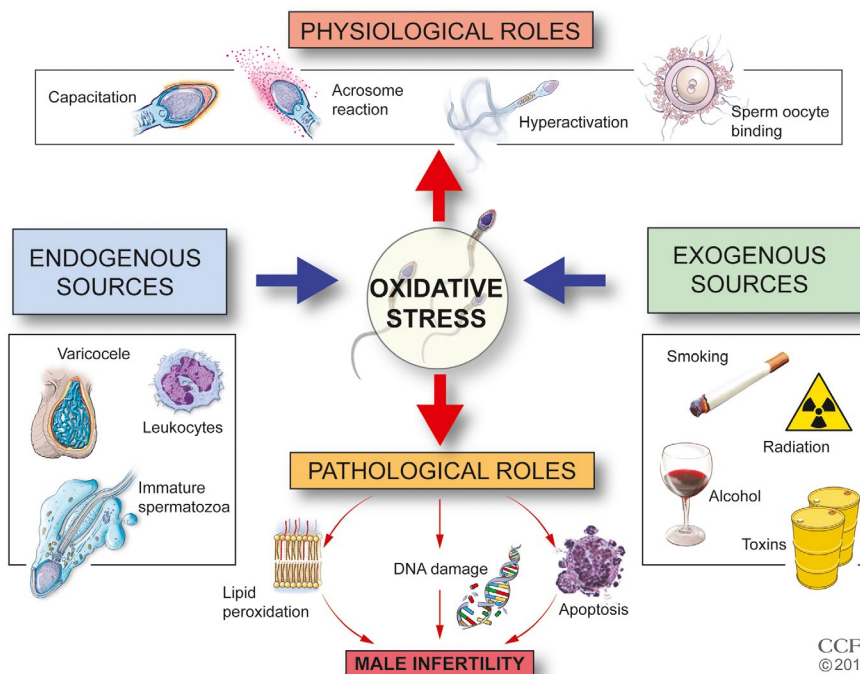 PHYSIOLOGICAL ROLES
Capacitation
Acrosome
reaction
Hyperactivation
Sperm oocyte
binding
ENDOGENOUS
SOURCES
OXIDATIVE
STRESS
EXOGENOUS
SOURCES
Varicocele
Leukocytes
Immature
spermatozoa
Smoking
Radiation
Alcohol
Toxins
PATHOLOGICAL ROLES
Lipid
peroxidation
DNA damage
Apoptosis
MALE INFERTILITY
CCF
©201